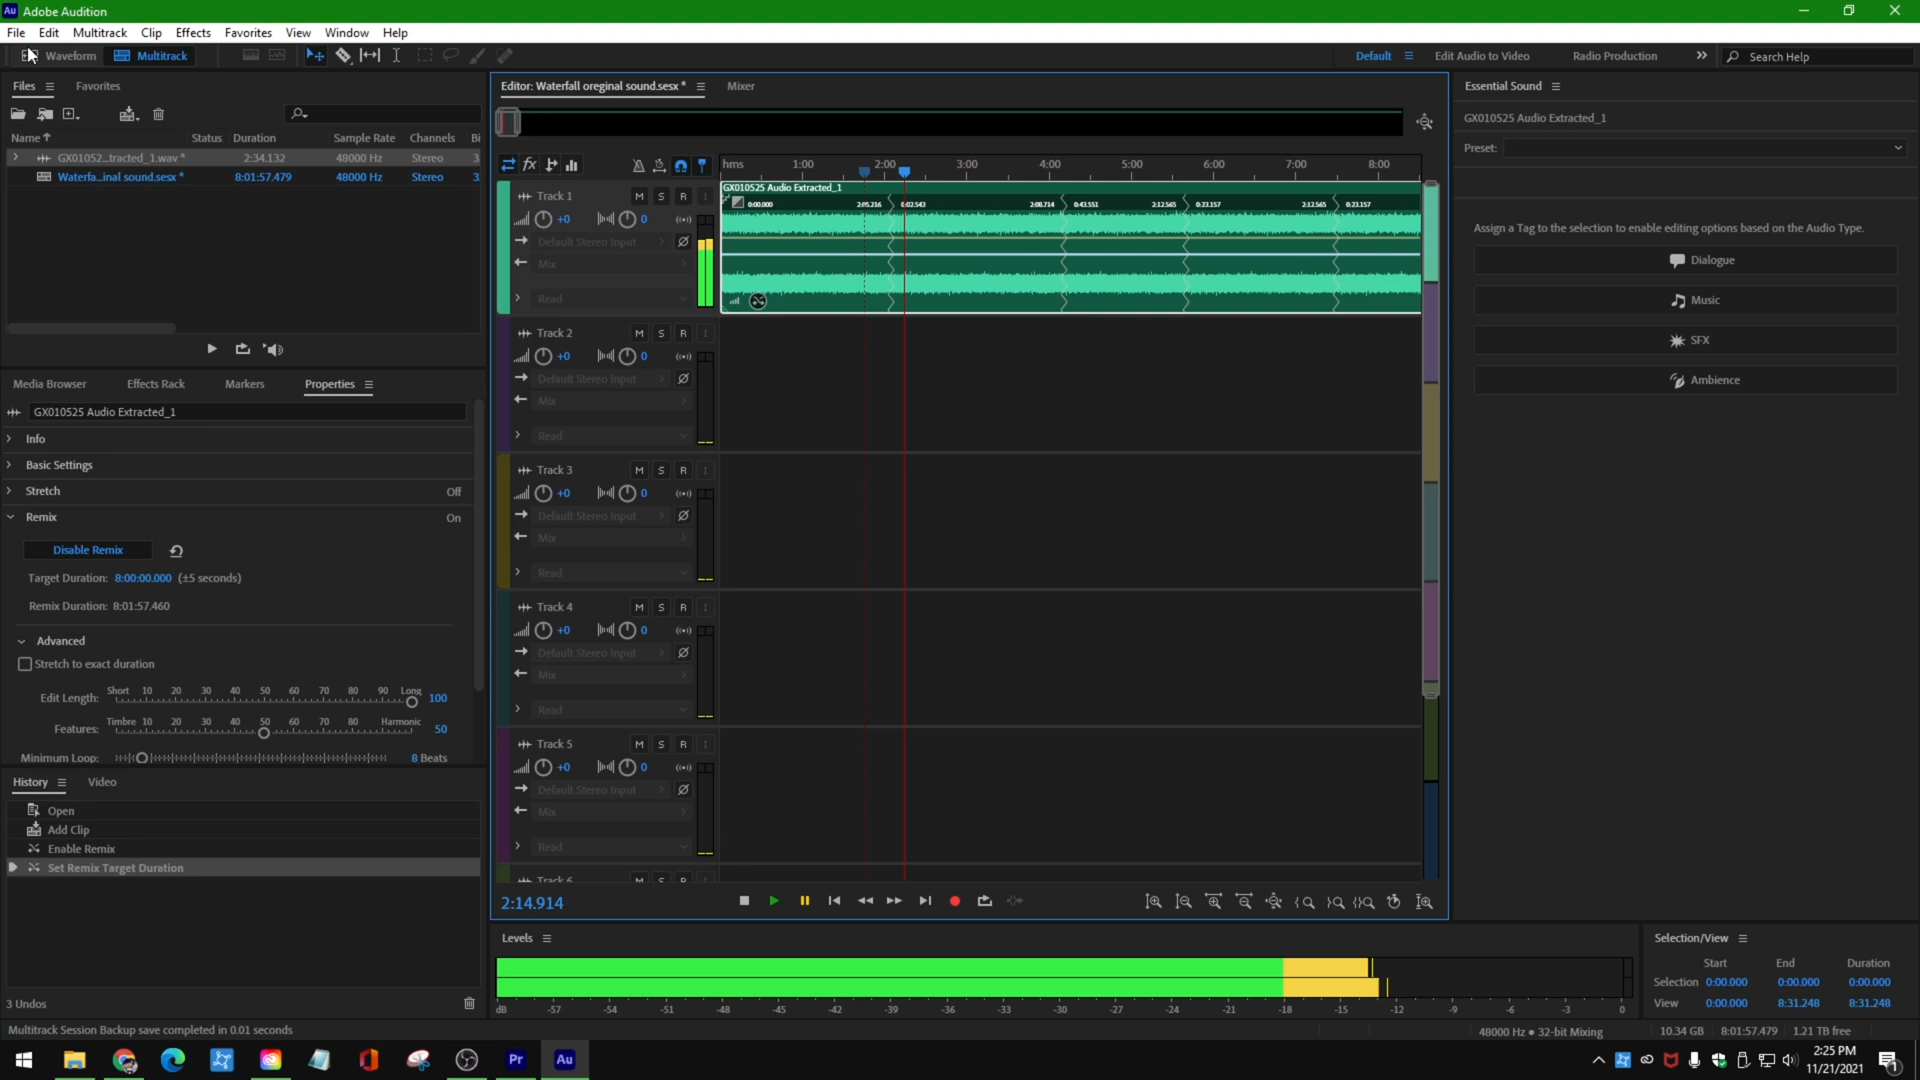 Au Adobe Audition
File Edit Multitrack Clip Effects Favorites View Window Help
Waveform Multitrack Default Edit Audio to Video Radio Production Search Help
Files Favorites
Name Status Duration Sample Rate Channels Bi
GX01052...tracted_1.wav * 2:34.132 48000 Hz Stereo 3
Waterfa...inal sound.sesx * 8:01:57.479 48000 Hz Stereo 3
Media Browser Effects Rack Markers Properties
GX010525 Audio Extracted_1
Info
Basic Settings
Stretch Off
Remix On
Disable Remix
Target Duration: 8:00:00.000 (±5 seconds)
Remix Duration: 8:01:57.460
Advanced
Stretch to exact duration
Edit Length: Short 10 20 30 40 50 60 70 80 90 Long 100
Features: Timbre 10 20 30 40 50 60 70 80 Harmonic 50
Minimum Loop: 8 Beats
History Video
Open
Add Clip
Enable Remix
Set Remix Target Duration
3 Undos
Multitrack Session Backup save completed in 0.01 seconds
Editor: Waterfall oreginal sound.sesx * Mixer
fx hms 1:00 2:00 3:00 4:00 5:00 6:00 7:00 8:00
GX010525 Audio Extracted_1
0:00.000 2:05.216 0:02.543 2:08.714 0:43.551 2:12.565 0:23.157 2:12.565 0:23.157
Track 1 M S R I
+0 0
Default Stereo Input
Mix
Read
Track 2 M S R I
+0 0
Default Stereo Input
Mix
Read
Track 3 M S R I
+0 0
Default Stereo Input
Mix
Read
Track 4 M S R I
+0 0
Default Stereo Input
Mix
Read
Track 5 M S R I
+0 0
Default Stereo Input
Mix
Read
Track 6 M S R
2:14.914
Levels
dB -57 -54 -51 -48 -45 -42 -39 -36 -33 -30 -27 -24 -21 -18 -15 -12 -9 -6 -3 0
Essential Sound
GX010525 Audio Extracted_1
Preset:
Assign a Tag to the selection to enable editing options based on the Audio Type.
Dialogue
Music
SFX
Ambience
Selection/View
Start End Duration
Selection 0:00.000 0:00.000 0:00.000
View 0:00.000 8:31.248 8:31.248
48000 Hz • 32-bit Mixing 10.34 GB 8:01:57.479 1.21 TB free
Pr Au
2:25 PM
11/21/2021
1